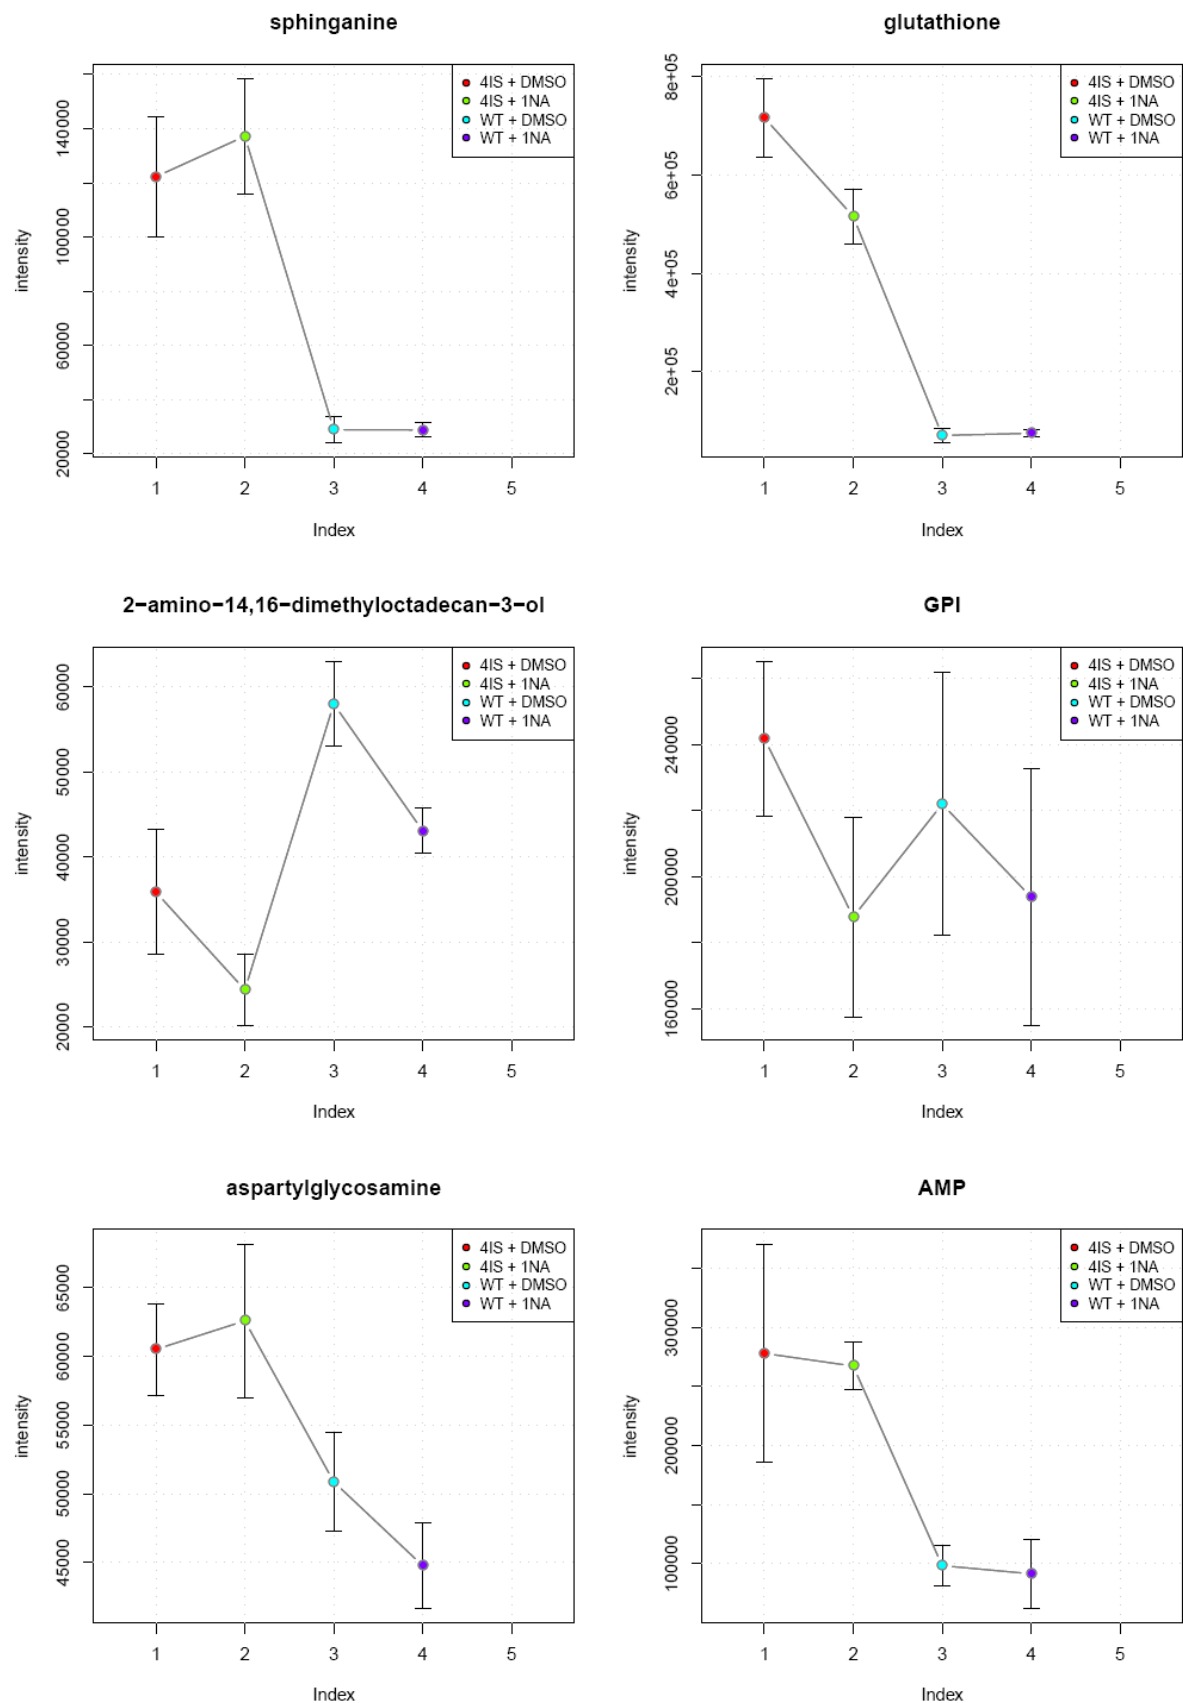 sphinganine
140000
100000
60000
20000
intensity
4IS + DMSO
4IS + 1NA
WT + DMSO
WT + 1NA
1 2 3 4 5
Index
glutathione
8e+05
6e+05
4e+05
2e+05
intensity
4IS + DMSO
4IS + 1NA
WT + DMSO
WT + 1NA
1 2 3 4 5
Index
2−amino−14,16−dimethyloctadecan−3−ol
60000
50000
40000
30000
20000
intensity
4IS + DMSO
4IS + 1NA
WT + DMSO
WT + 1NA
1 2 3 4 5
Index
GPI
240000
200000
160000
intensity
4IS + DMSO
4IS + 1NA
WT + DMSO
WT + 1NA
1 2 3 4 5
Index
aspartylglycosamine
65000
60000
55000
50000
45000
intensity
4IS + DMSO
4IS + 1NA
WT + DMSO
WT + 1NA
1 2 3 4 5
Index
AMP
300000
200000
100000
intensity
4IS + DMSO
4IS + 1NA
WT + DMSO
WT + 1NA
1 2 3 4 5
Index